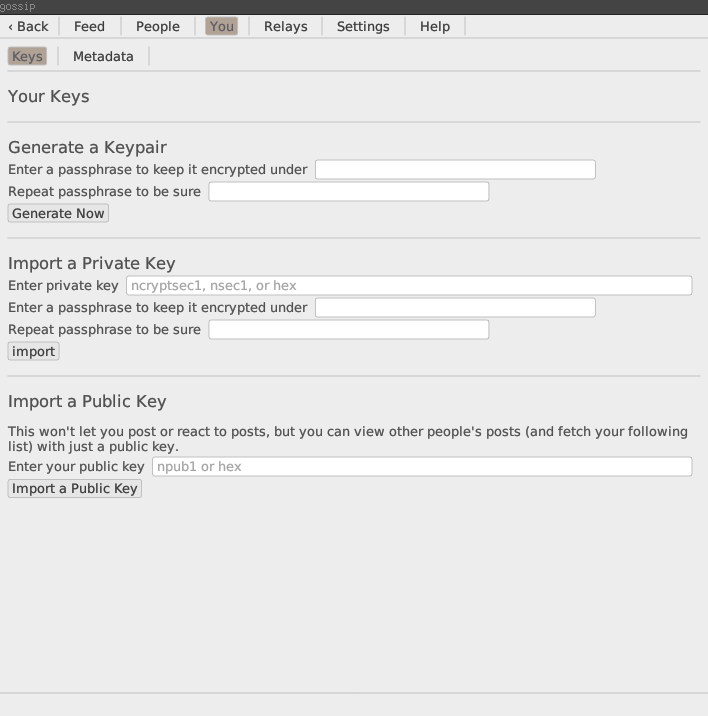 gossip
‹ Back Feed People You Relays Settings Help
Keys Metadata
Your Keys
Generate a Keypair
Enter a passphrase to keep it encrypted under
Repeat passphrase to be sure
Generate Now
Import a Private Key
Enter private key ncryptsec1, nsec1, or hex
Enter a passphrase to keep it encrypted under
Repeat passphrase to be sure
import
Import a Public Key
This won't let you post or react to posts, but you can view other people's posts (and fetch your following
list) with just a public key.
Enter your public key npub1 or hex
Import a Public Key